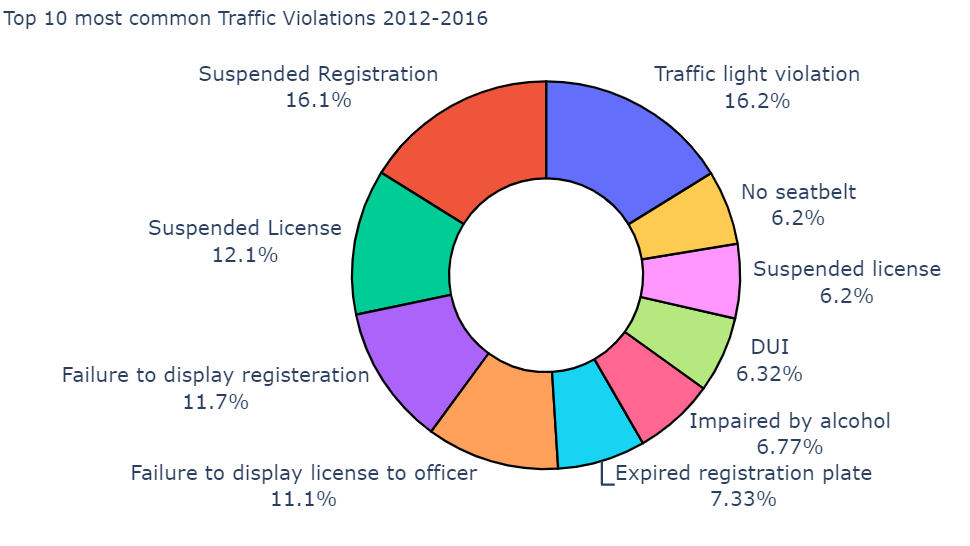 Top 10 most common Traffic Violations 2012-2016
Suspended Registration
16.1%
Traffic light violation
16.2%
No seatbelt
6.2%
Suspended License
12.1%
Suspended license
6.2%
DUI
6.32%
Failure to display registeration
11.7%
Impaired by alcohol
6.77%
Failure to display license to officer
11.1%
Expired registration plate
7.33%